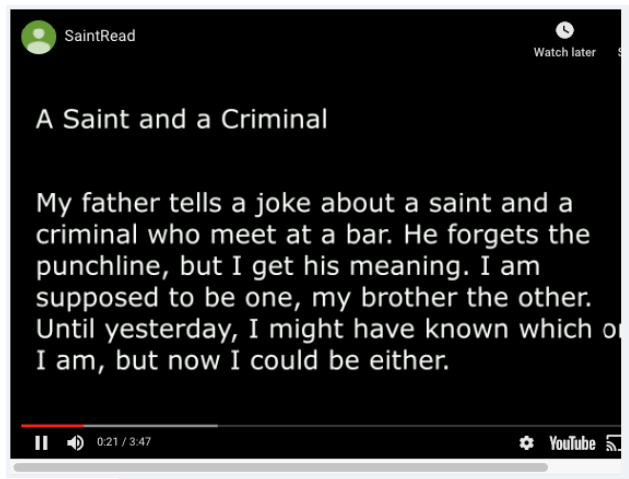 SaintRead
Watch later
A Saint and a Criminal
My father tells a joke about a saint and a
criminal who meet at a bar. He forgets the
punchline, but I get his meaning. I am
supposed to be one, my brother the other.
Until yesterday, I might have known which
I am, but now I could be either.
0:21 / 3:47
YouTube